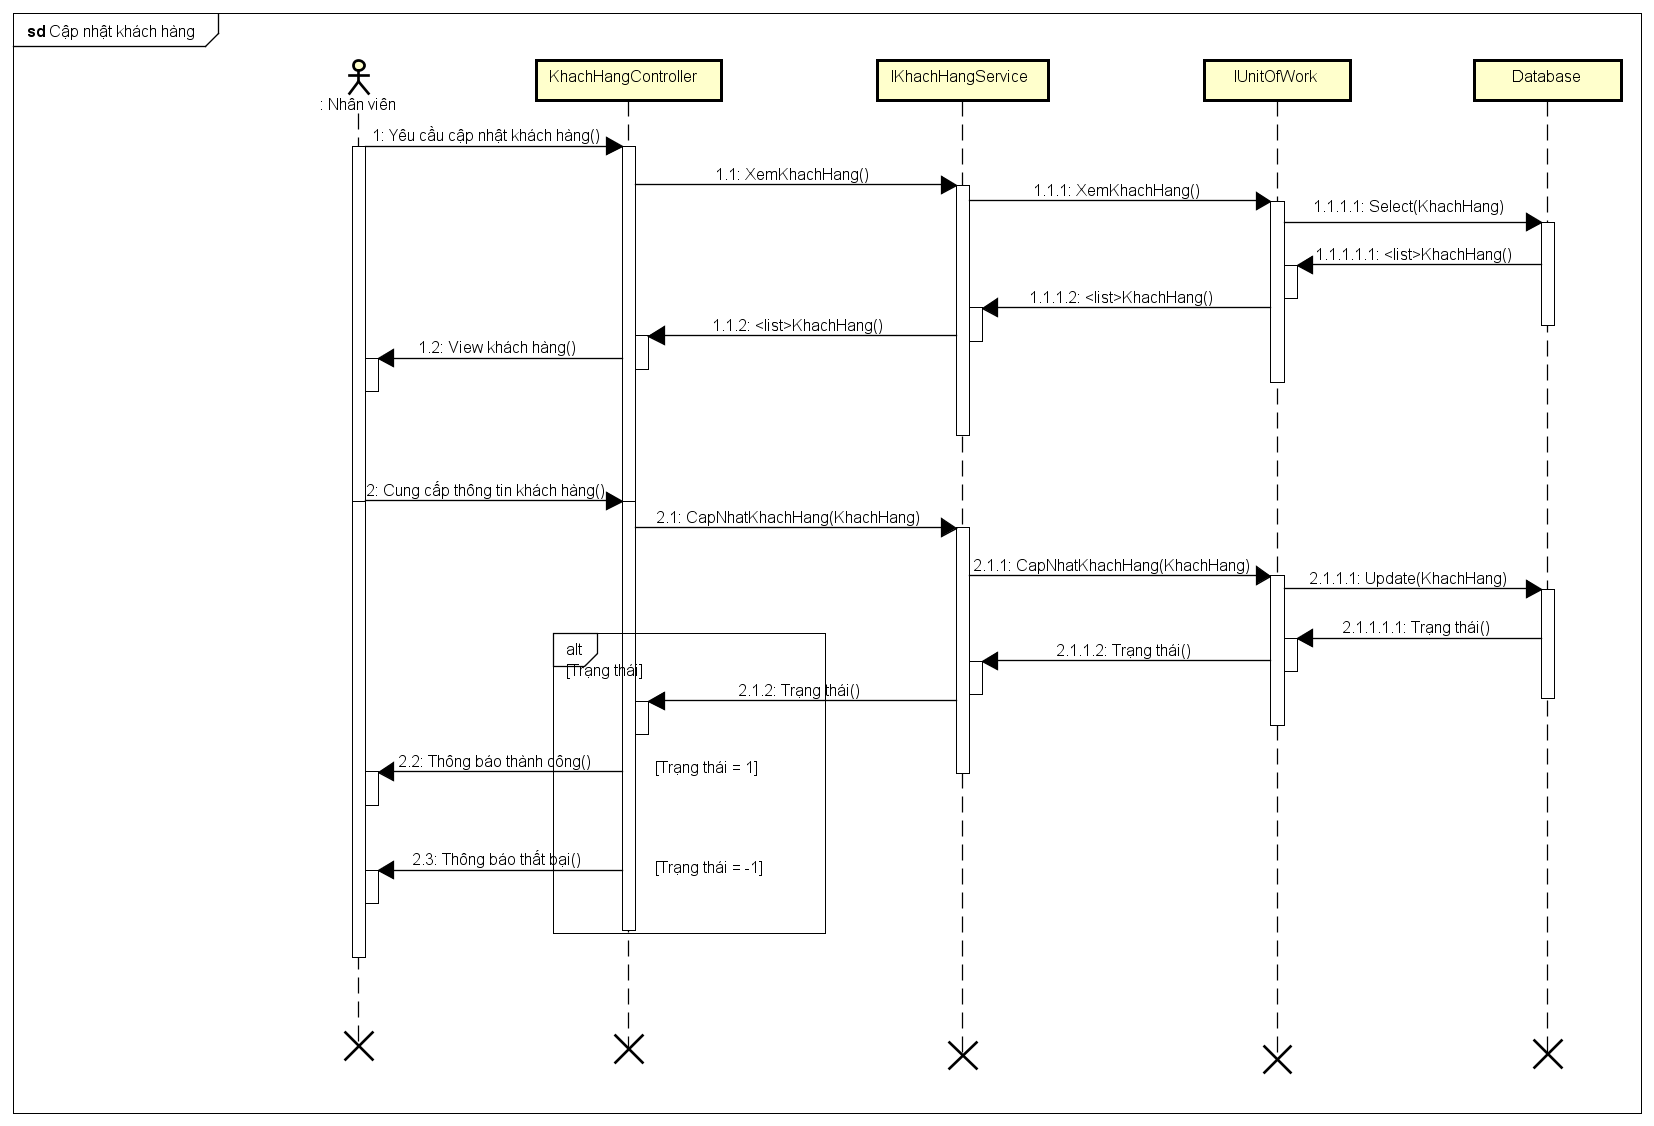 sd Cập nhật khách hàng
: Nhân viên
KhachHangController
IKhachHangService
IUnitOfWork
Database
1: Yêu cầu cập nhật khách hàng()
1.1: XemKhachHang()
1.1.1: XemKhachHang()
1.1.1.1: Select(KhachHang)
1.1.1.1.1: <list>KhachHang()
1.1.1.2: <list>KhachHang()
1.1.2: <list>KhachHang()
1.2: View khách hàng()
2: Cung cấp thông tin khách hàng()
2.1: CapNhatKhachHang(KhachHang)
2.1.1: CapNhatKhachHang(KhachHang)
2.1.1.1: Update(KhachHang)
2.1.1.1.1: Trạng thái()
2.1.1.2: Trạng thái()
alt
[Trạng thái]
2.1.2: Trạng thái()
2.2: Thông báo thành công()
[Trạng thái = 1]
2.3: Thông báo thất bại()
[Trạng thái = -1]